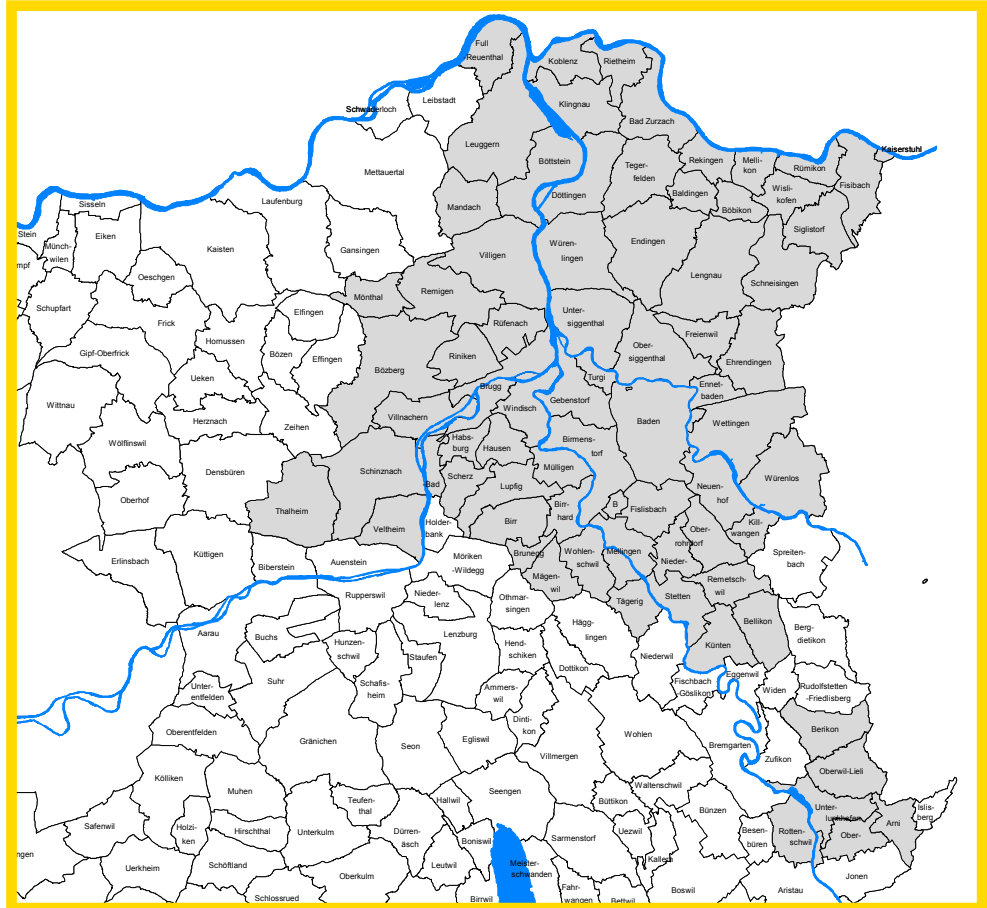 Full
Reuenthal
Koblenz
Rietheim
Leibstadt
Klingnau
Schwaderloch
Bad Zurzach
Leuggern
Kaiserstuhl
Böttstein
Teger-
felden
Rekingen
Melli-
kon
Rümikon
Mettauertal
Fisibach
Baldingen
Wisli-
kofen
Döttingen
Laufenburg
Sisseln
Mandach
Böbikon
Siglistorf
Stein
Eiken
Münch-
wilen
Kaisten
Gansingen
Villigen
Würen-
lingen
Endingen
mpf
Oeschgen
Lengnau
Schneisingen
Remigen
Mönthal
Schupfart
Elfingen
Frick
Rüfenach
Unter-
siggenthal
Freienwil
Hornussen
Ober-
siggenthal
Gipf-Oberfrick
Bözen
Effingen
Riniken
Ehrendingen
Bözberg
Ueken
Turgi
Brugg
Ennet-
baden
Wittnau
Gebenstorf
Windisch
Villnachern
Herznach
Zeihen
Baden
Wettingen
Wölfinswil
Habs-
burg
Hausen
Birmens-
torf
Densbüren
Schinznach
-Bad
Scherz
Mülligen
Würenlos
Oberhof
Lupfig
Neuen-
hof
Thalheim
Birr-
hard
B
Fislisbach
Veltheim
Holder-
bank
Birr
Kill-
wangen
Ober-
rohrdorf
Erlinsbach
Küttigen
Auenstein
Biberstein
Möriken
-Wildegg
Brunegg
Wohlen-
schwil
Mellingen
Nieder-
Spreiten-
bach
Mägen-
wil
Remetsch-
wil
Rupperswil
Nieder-
lenz
Othmar-
singen
Tägerig
Stetten
Hägg-
lingen
Bellikon
Berg-
dietikon
Aarau
Buchs
Hunzen-
schwil
Lenzburg
Hend-
schiken
Künten
Staufen
Niederwil
Dottikon
Eggenwil
Suhr
Schafis-
heim
Fischbach
-Göslikon
Unter-
entfelden
Ammers-
wil
Widen
Rudolfstetten
-Friedlisberg
Dinti-
kon
Oberentfelden
Gränichen
Seon
Egliswil
Wohlen
Bremgarten
Berikon
Villmergen
Zufikon
Kölliken
Oberwil-Lieli
Muhen
Seengen
Waltenschwil
Teufen-
thal
Hallwil
Büttikon
Bünzen
Unter-
lunkhofen
Islis-
berg
Safenwil
Holzi-
ken
Hirschthal
Unterkulm
Dürren-
äsch
Boniswil
Sarmenstorf
Uezwil
Besen-
büren
Rotten-
schwil
Ober-
Arni
ngen
Uerkheim
Schöftland
Leutwil
Meister-
schwanden
Kallern
Oberkulm
Jonen
Schlossrued
Birrwil
Fahr-
wangen
Bettwil
Boswil
Aristau